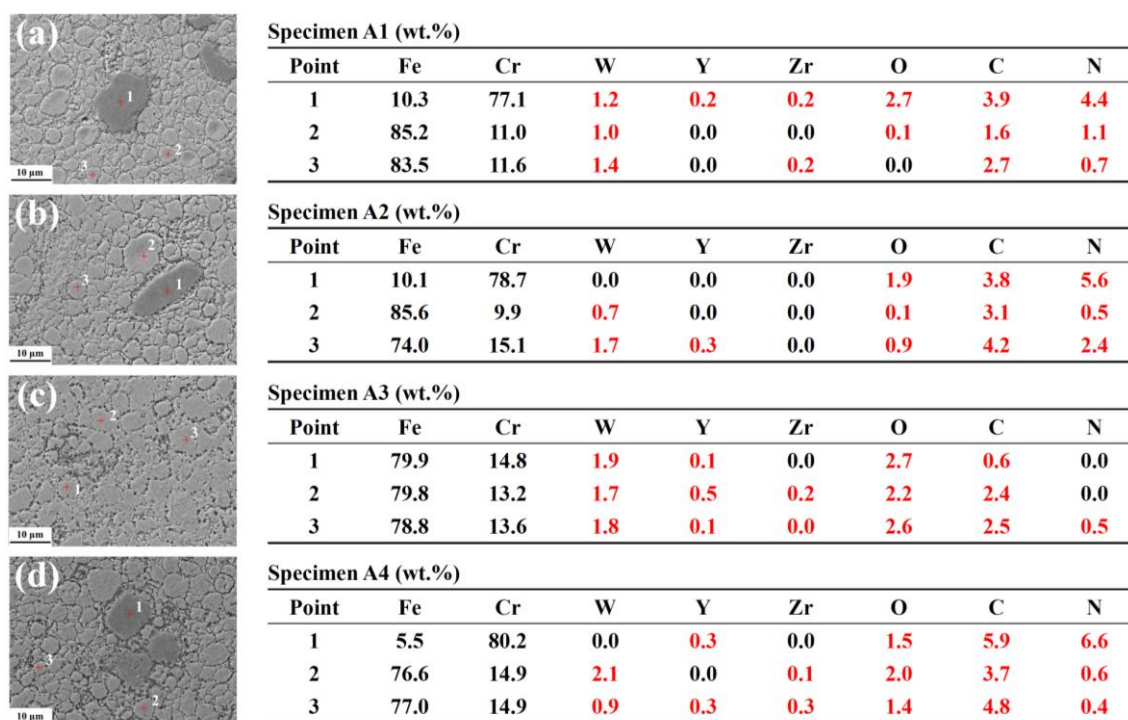 (a)
1
2
3
10 µm
Specimen A1 (wt.%)
Point Fe Cr W Y Zr O C N
1 10.3 77.1 1.2 0.2 0.2 2.7 3.9 4.4
2 85.2 11.0 1.0 0.0 0.0 0.1 1.6 1.1
3 83.5 11.6 1.4 0.0 0.2 0.0 2.7 0.7
(b)
2
3
1
10 µm
Specimen A2 (wt.%)
Point Fe Cr W Y Zr O C N
1 10.1 78.7 0.0 0.0 0.0 1.9 3.8 5.6
2 85.6 9.9 0.7 0.0 0.0 0.1 3.1 0.5
3 74.0 15.1 1.7 0.3 0.0 0.9 4.2 2.4
(c)
2
3
1
10 µm
Specimen A3 (wt.%)
Point Fe Cr W Y Zr O C N
1 79.9 14.8 1.9 0.1 0.0 2.7 0.6 0.0
2 79.8 13.2 1.7 0.5 0.2 2.2 2.4 0.0
3 78.8 13.6 1.8 0.1 0.0 2.6 2.5 0.5
(d)
1
3
2
10 µm
Specimen A4 (wt.%)
Point Fe Cr W Y Zr O C N
1 5.5 80.2 0.0 0.3 0.0 1.5 5.9 6.6
2 76.6 14.9 2.1 0.0 0.1 2.0 3.7 0.6
3 77.0 14.9 0.9 0.3 0.3 1.4 4.8 0.4